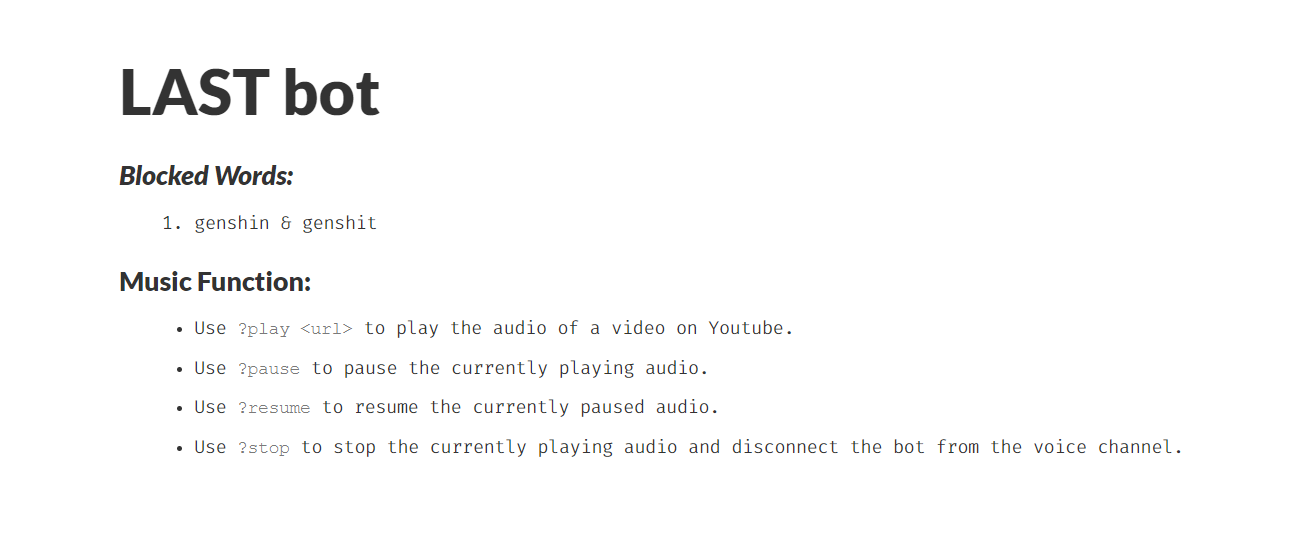 LAST bot
Blocked Words:
1. genshin & genshit
Music Function:
• Use ?play <url> to play the audio of a video on Youtube.
• Use ?pause to pause the currently playing audio.
• Use ?resume to resume the currently paused audio.
• Use ?stop to stop the currently playing audio and disconnect the bot from the voice channel.